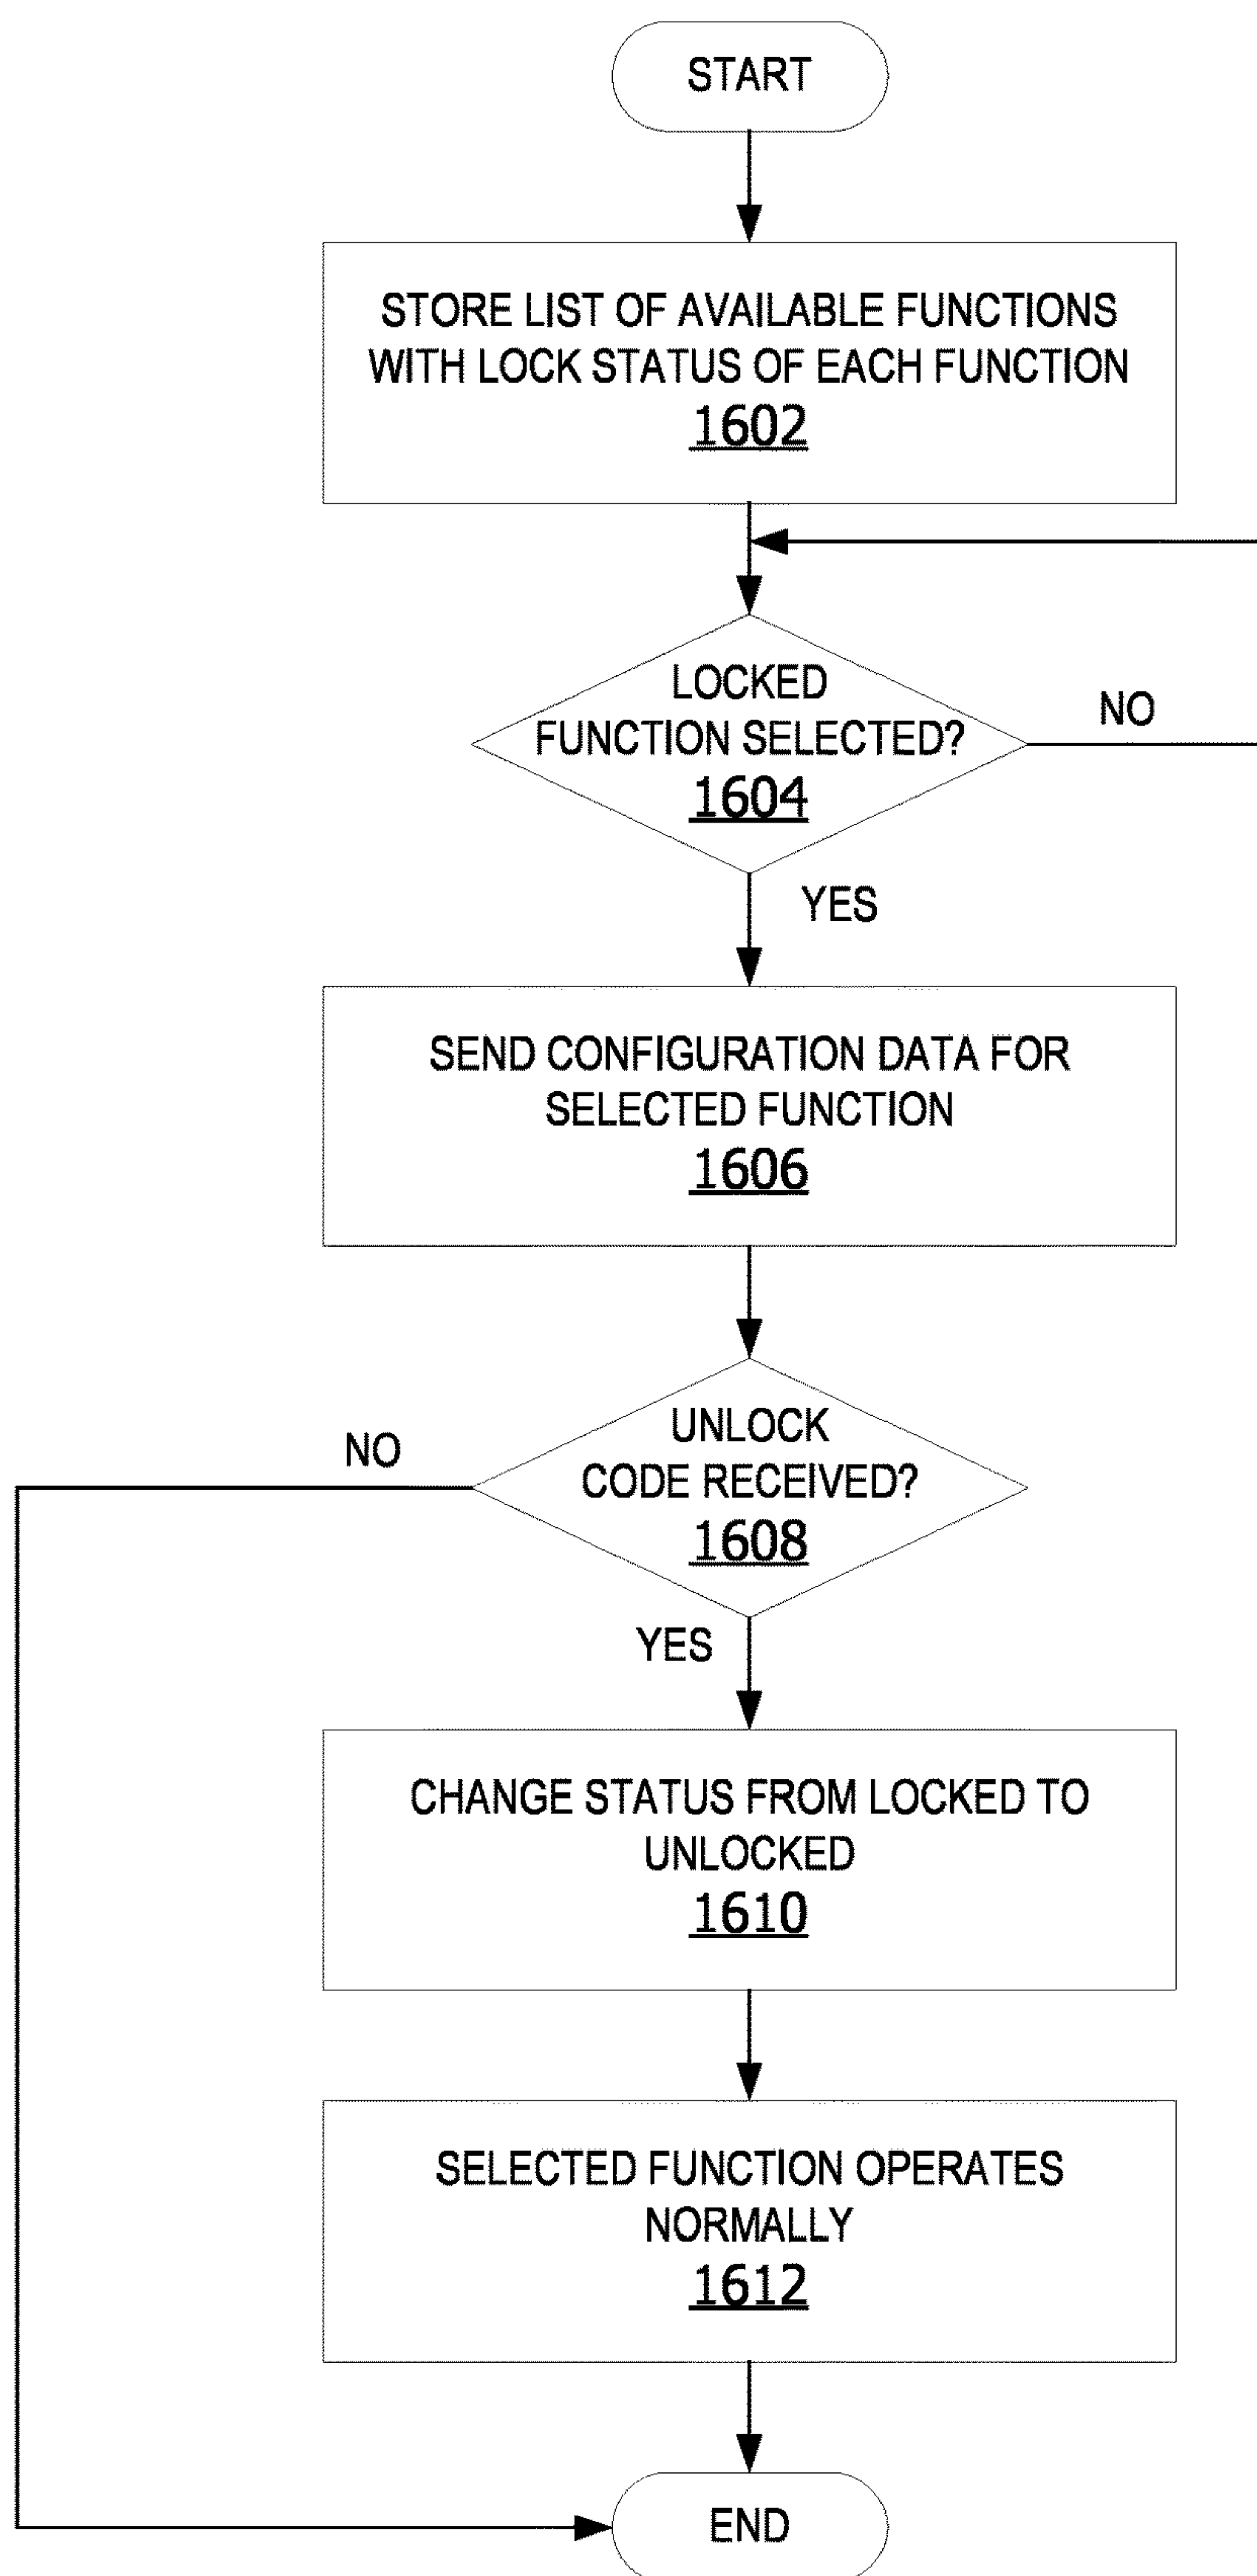 START
STORE LIST OF AVAILABLE FUNCTIONS
WITH LOCK STATUS OF EACH FUNCTION
1602
LOCKED
FUNCTION SELECTED?
1604
NO
YES
SEND CONFIGURATION DATA FOR
SELECTED FUNCTION
1606
UNLOCK
CODE RECEIVED?
1608
NO
YES
CHANGE STATUS FROM LOCKED TO
UNLOCKED
1610
SELECTED FUNCTION OPERATES
NORMALLY
1612
END